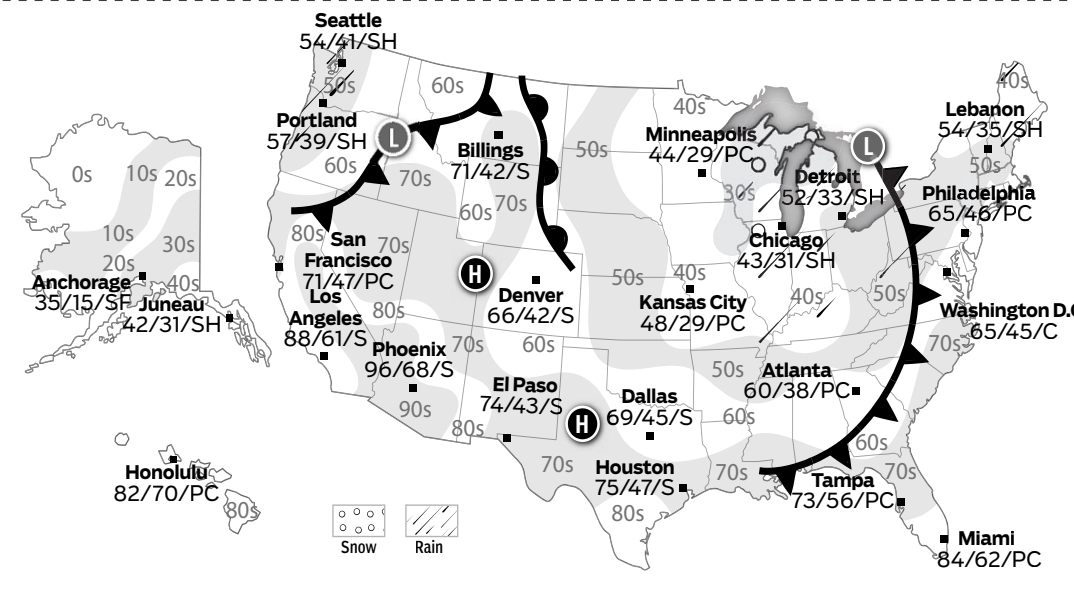 Seattle
54/41/SH
50s
60s
Portland
57/39/SH
L
60s
Billings
71/42/S
70s
60s
70s
50s
40s
Minneapolis
44/29/PC
30s
L
Detroit
52/33/SH
40s
Lebanon
54/35/SH
50s
Philadelphia
65/46/PC
0s
10s
20s
10s
20s
30s
40s
Anchorage
35/15/SF
Juneau
42/31/SH
80s
San
Francisco
71/47/PC
70s
Los
Angeles
88/61/S
80s
H
Denver
66/42/S
50s
40s
Kansas City
48/29/PC
Chicago
43/31/SH
40s
50s
Washington D.C
65/45/C
70s
Phoenix
96/68/S
90s
70s
60s
80s
El Paso
74/43/S
H
Dallas
69/45/S
50s
60s
Atlanta
60/38/PC
60s
70s
70s
Houston
75/47/S
80s
70s
Tampa
73/56/PC
Miami
84/62/PC
Honolulu
82/70/PC
80s
Snow
Rain